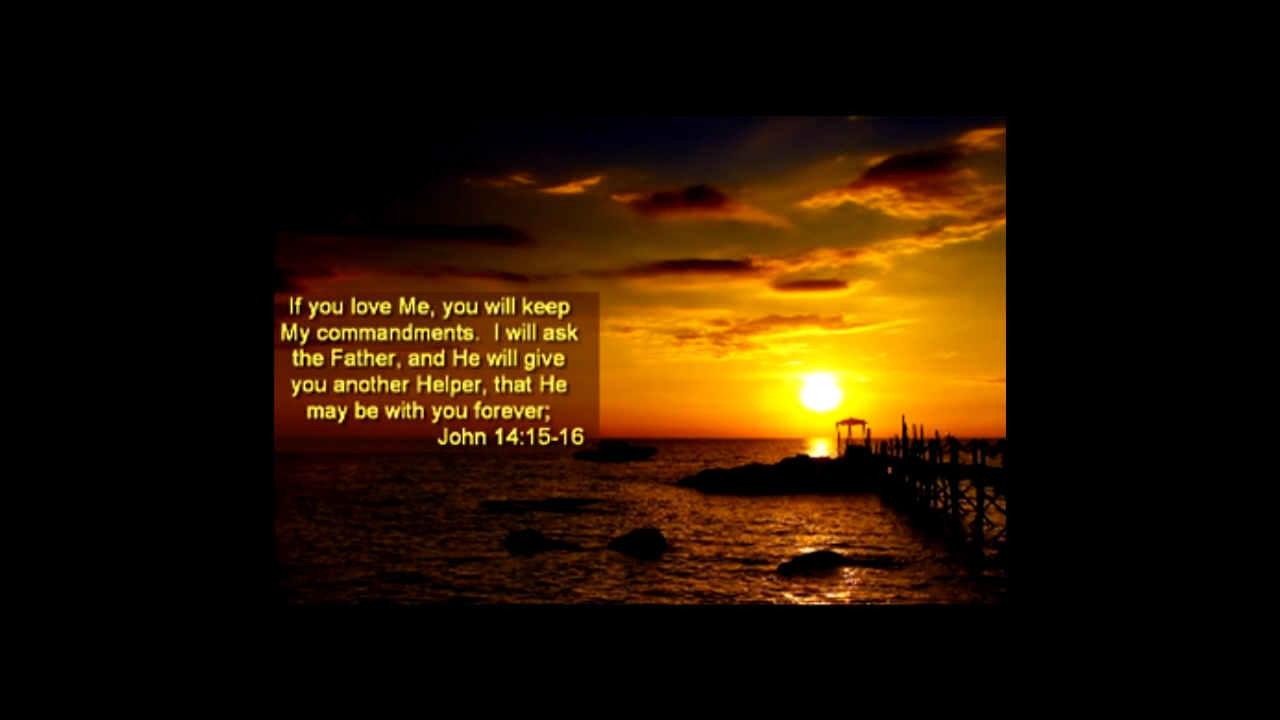 If you love Me, you will keep
My commandments.  I will ask
the Father, and He will give
you another Helper, that He
may be with you forever;
John 14:15-16